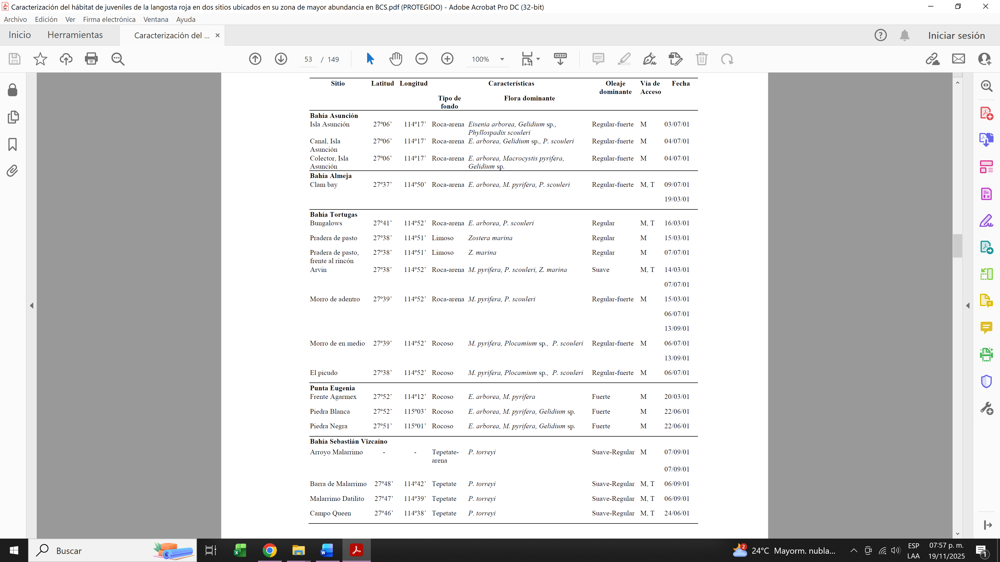 Caracterización del hábitat de juveniles de la langosta roja en dos sitios ubicados en su zona de mayor abundancia en BCS.pdf (PROTEGIDO) - Adobe Acrobat Pro DC (32-bit)
Archivo Edición Ver Firma electrónica Ventana Ayuda
Inicio Herramientas Caracterización del ... × ? Iniciar sesión
53 / 149 100%
Sitio Latitud Longitud Características Oleaje Vía de Fecha
dominante Acceso
Tipo de Flora dominante
fondo
Bahía Asunción
Isla Asunción 27º06’ 114º17’ Roca-arena Eisenia arborea, Gelidium sp., Regular-fuerte M 03/07/01
Phyllospadix scouleri
Canal, Isla 27º06’ 114º17’ Roca-arena E. arborea, Gelidium sp., P. scouleri Regular-fuerte M 04/07/01
Asunción
Colector, Isla 27º06’ 114º17’ Roca-arena E. arborea, Macrocystis pyrifera, Regular-fuerte M 04/07/01
Asunción Gelidium sp.
Bahía Almeja
Clam bay 27º37’ 114º50’ Roca-arena E. arborea, M. pyrifera, P. scouleri Regular-fuerte M, T 09/07/01
19/03/01
Bahía Tortugas
Bungalows 27º41’ 114º52’ Roca-arena E. arborea, P. scouleri Regular M, T 16/03/01
Pradera de pasto 27º38’ 114º51’ Limoso Zostera marina Regular M 15/03/01
Pradera de pasto, 27º38’ 114º51’ Limoso Z. marina Regular M 07/07/01
frente al rincón
Arvin 27º38’ 114º52’ Roca-arena M. pyrifera, P. scouleri, Z. marina Suave M, T 14/03/01
07/07/01
Morro de adentro 27º39’ 114º52’ Roca-arena M. pyrifera, P. scouleri Regular-fuerte M 15/03/01
06/07/01
13/09/01
Morro de en medio 27º39’ 114º52’ Rocoso M. pyrifera, Plocamium sp., P. scouleri Regular-fuerte M 06/07/01
13/09/01
El picudo 27º38’ 114º52’ Rocoso M. pyrifera, Plocamium sp., P. scouleri Regular-fuerte M 06/07/01
Punta Eugenia
Frente Agarmex 27º52’ 114º12’ Rocoso E. arborea, M. pyrifera Fuerte M 20/03/01
Piedra Blanca 27º52’ 115º03’ Rocoso E. arborea, M. pyrifera, Gelidium sp. Fuerte M 22/06/01
Piedra Negra 27º51’ 115º01’ Rocoso E. arborea, M. pyrifera, Gelidium sp. Fuerte M 22/06/01
Bahía Sebastián Vizcaíno
Arroyo Malarrimo - - Tepetate- P. torreyi Suave-Regular M 07/09/01
arena
07/09/01
Barra de Malarrimo 27º48’ 114º42’ Tepetate P. torreyi Suave-Regular M, T 06/09/01
Malarrimo Datilito 27º47’ 114º39’ Tepetate P. torreyi Suave-Regular M, T 06/09/01
Campo Queen 27º46’ 114º38’ Tepetate P. torreyi Suave-Regular M, T 24/06/01
Buscar 2 24°C Mayorm. nubla... ESP 07:57 p. m. 1
LAA 19/11/2025